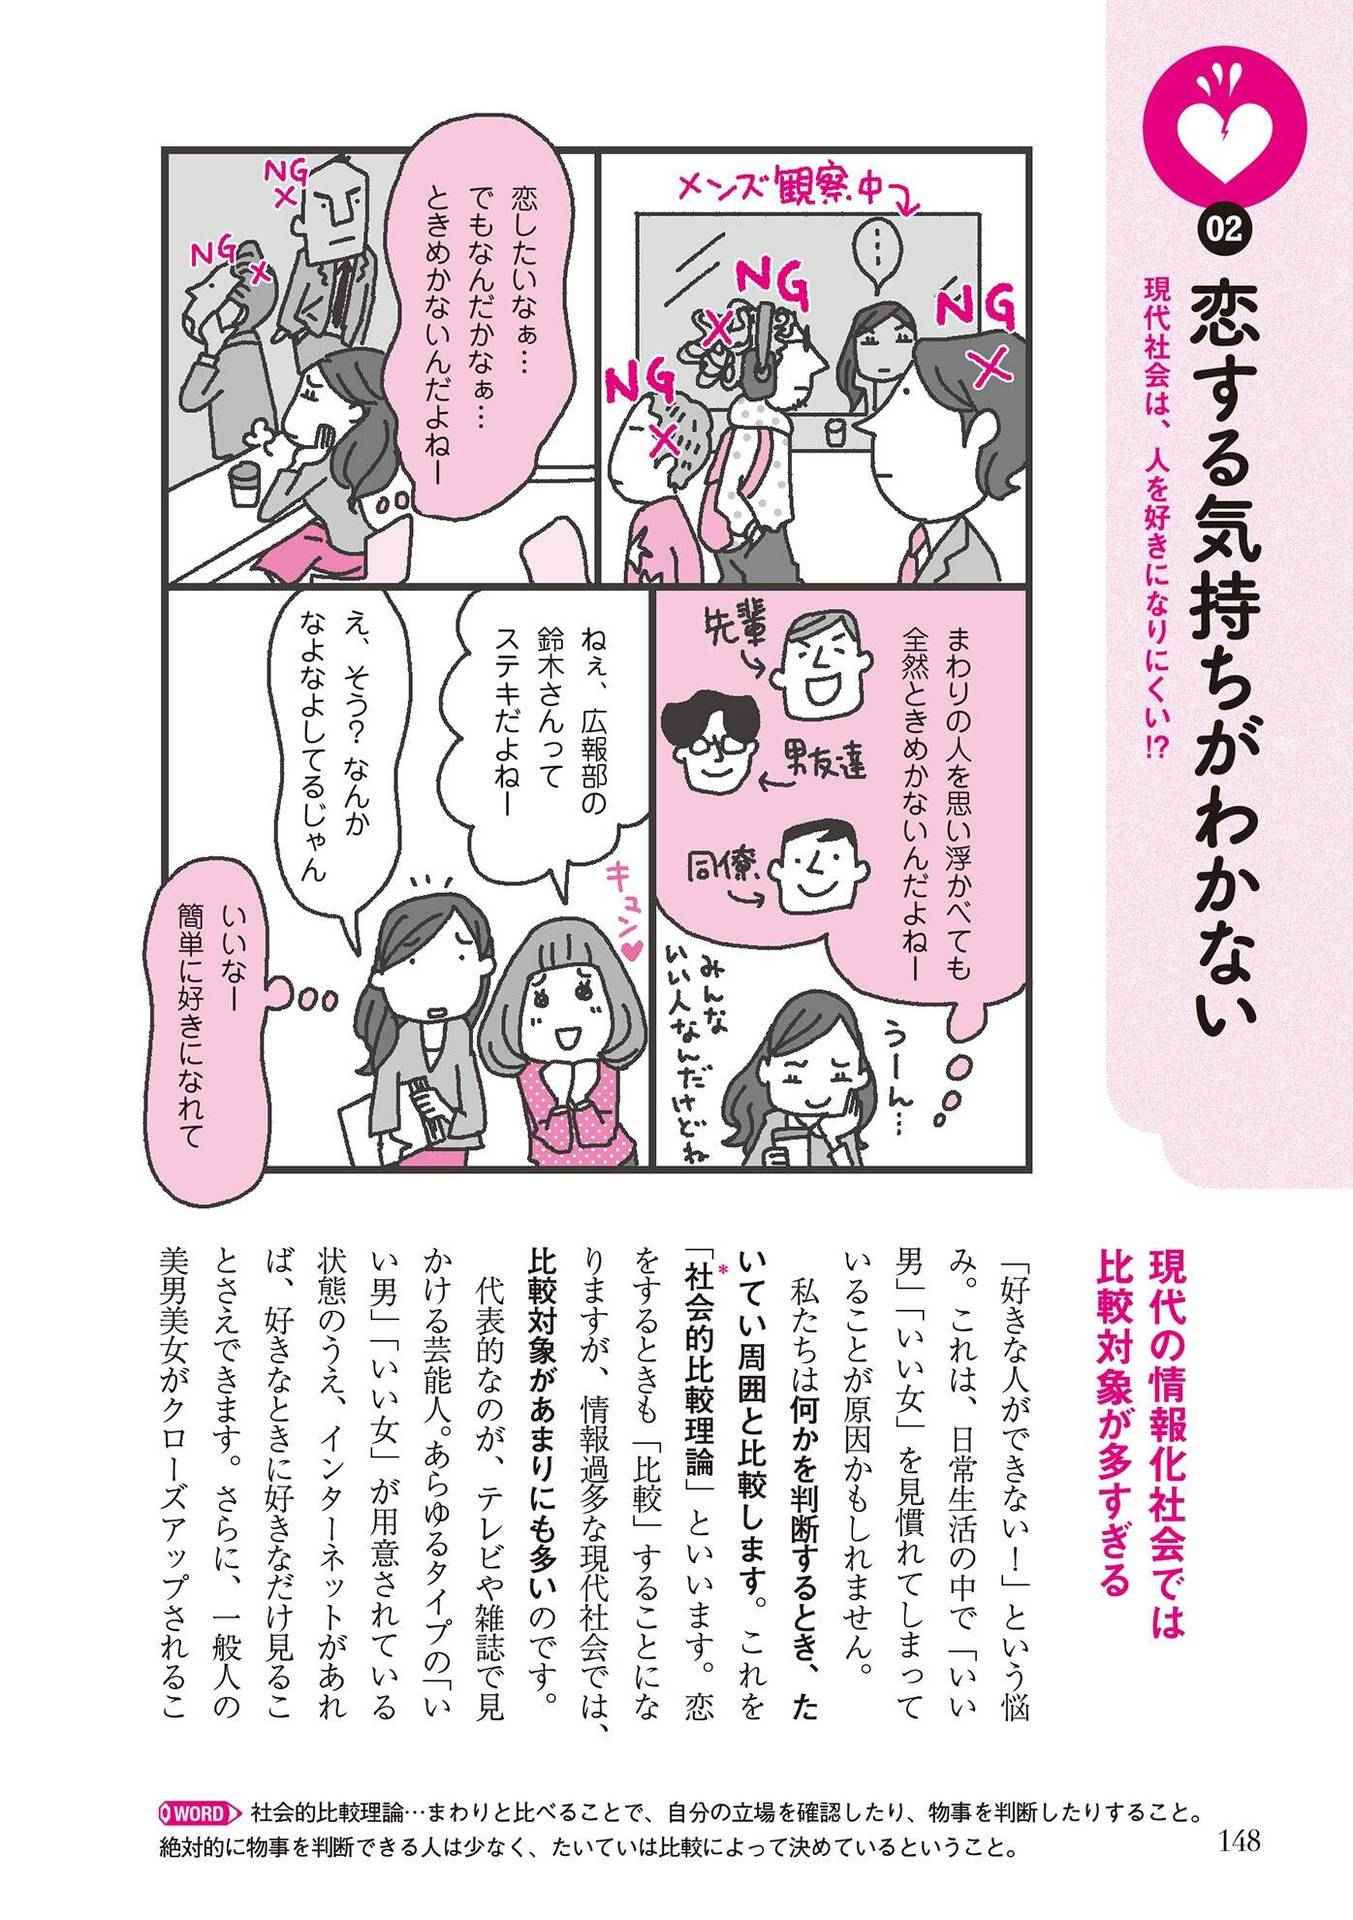 02
恋する気持ちがわかない
現代社会は、人を好きになりにくい!?
メンズ観察中
NG
NG
NG
恋したいなぁ…
でもなんだかなぁ…
ときめかないんだよねー
NG
NG
まわりの人を思い浮かべても
全然ときめかないんだよねー
先輩
男友達
同僚
うーん…
みんな
いい人なんだけどね
ねぇ、広報部の
鈴木さんって
ステキだよねー
キュン
え、そう? なんか
なよなよしてるじゃん
いいなー
簡単に好きになれて
現代の情報化社会では
比較対象が多すぎる
「好きな人ができない！」という悩
み。これは、日常生活の中で「いい
男」「いい女」を見慣れてしまって
いることが原因かもしれません。
私たちは何かを判断するとき、た
いてい周囲と比較します。これを
「社会的比較理論*」といいます。恋
をするときも「比較」することにな
りますが、情報過多な現代社会では、
比較対象があまりにも多いのです。
代表的なのが、テレビや雑誌で見
かける芸能人。あらゆるタイプの「い
い男」「いい女」が用意されている
状態のうえ、インターネットがあれ
ば、好きなときに好きなだけ見るこ
とさえできます。さらに、一般人の
美男美女がクローズアップされるこ
WORD 社会的比較理論…まわりと比べることで、自分の立場を確認したり、物事を判断したりすること。
絶対的に物事を判断できる人は少なく、たいていは比較によって決めているということ。
148